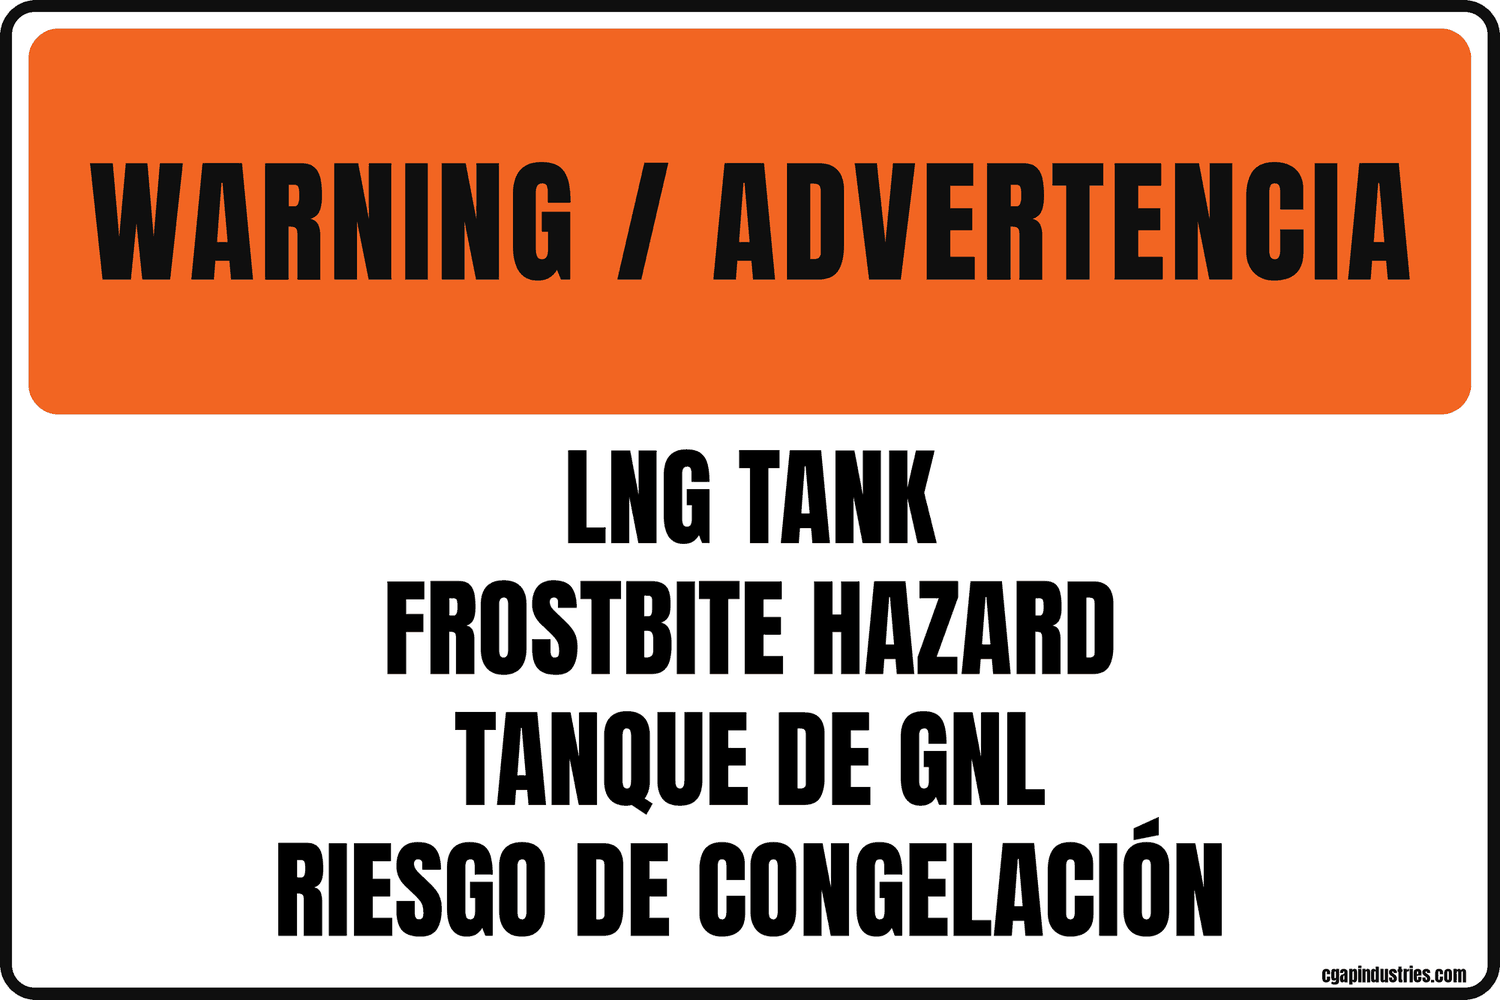 WARNING / ADVERTENCIA
LNG TANK
FROSTBITE HAZARD
TANQUE DE GNL
RIESGO DE CONGELACIÓN
cgapindustries.com